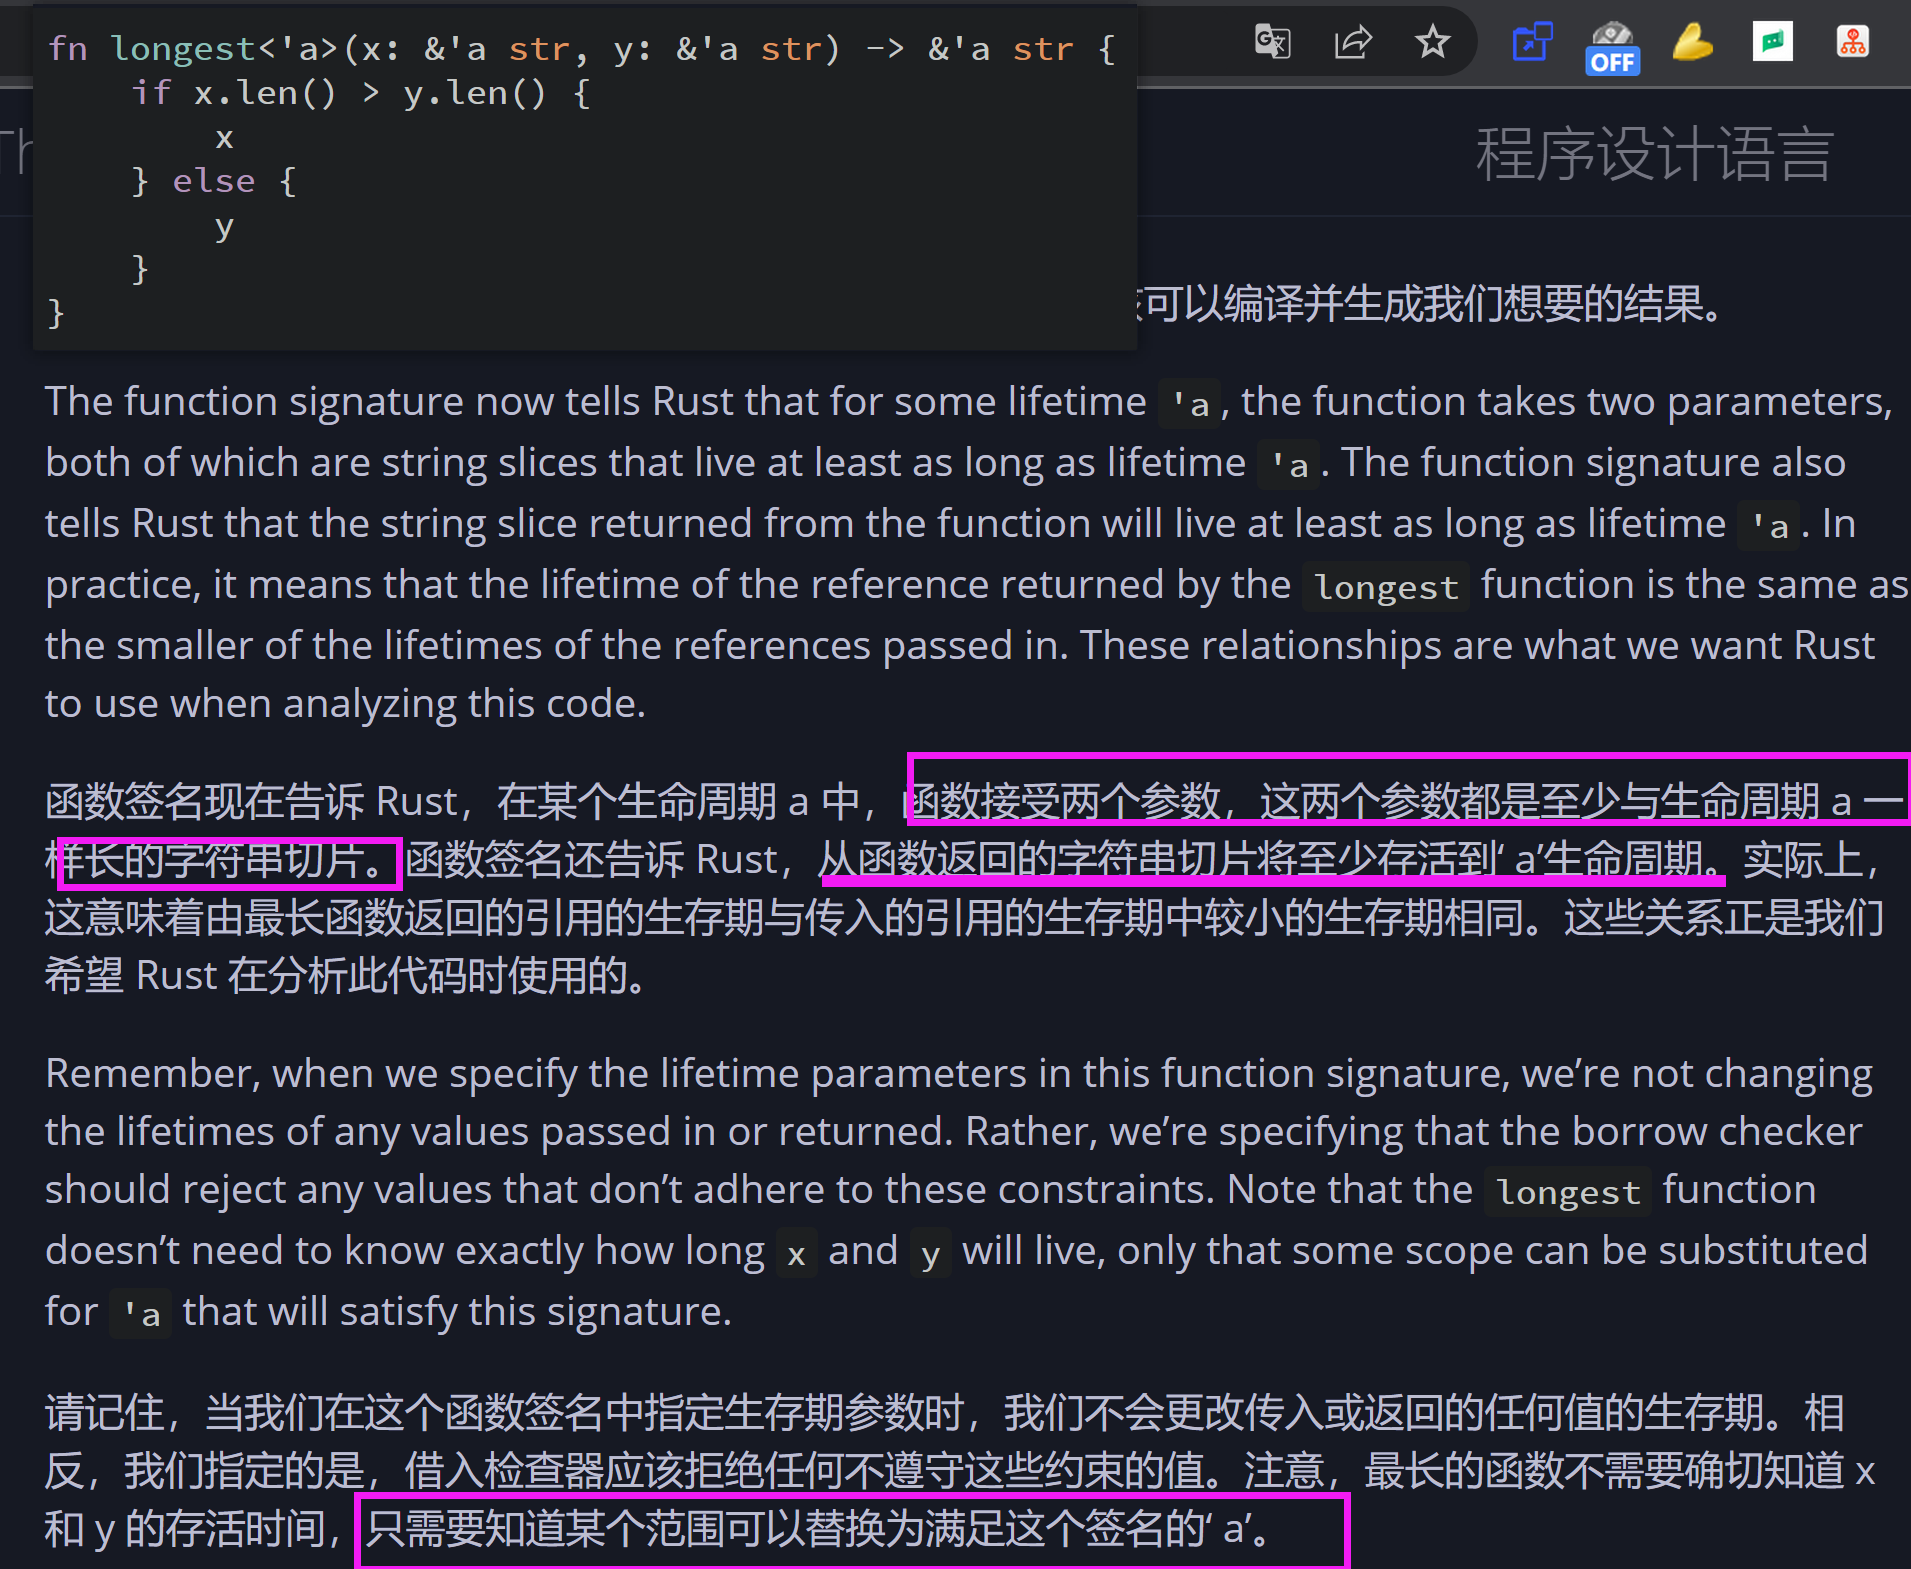 fn longest<'a>(x: &'a str, y: &'a str) -> &'a str {
    if x.len() > y.len() {
        x
    } else {
        y
    }
}
OFF
程序设计语言
可以编译并生成我们想要的结果。
The function signature now tells Rust that for some lifetime 'a, the function takes two parameters,
both of which are string slices that live at least as long as lifetime 'a. The function signature also
tells Rust that the string slice returned from the function will live at least as long as lifetime 'a. In
practice, it means that the lifetime of the reference returned by the longest function is the same as
the smaller of the lifetimes of the references passed in. These relationships are what we want Rust
to use when analyzing this code.
函数签名现在告诉 Rust，在某个生命周期 a 中，函数接受两个参数，这两个参数都是至少与生命周期 a 一
样长的字符串切片。函数签名还告诉 Rust，从函数返回的字符串切片将至少存活到‘ a’生命周期。实际上，
这意味着由最长函数返回的引用的生存期与传入的引用的生存期中较小的生存期相同。这些关系正是我们
希望 Rust 在分析此代码时使用的。
Remember, when we specify the lifetime parameters in this function signature, we’re not changing
the lifetimes of any values passed in or returned. Rather, we’re specifying that the borrow checker
should reject any values that don’t adhere to these constraints. Note that the longest function
doesn’t need to know exactly how long x and y will live, only that some scope can be substituted
for 'a that will satisfy this signature.
请记住，当我们在这个函数签名中指定生存期参数时，我们不会更改传入或返回的任何值的生存期。相
反，我们指定的是，借入检查器应该拒绝任何不遵守这些约束的值。注意，最长的函数不需要确切知道 x
和 y 的存活时间，只需要知道某个范围可以替换为满足这个签名的‘ a’。